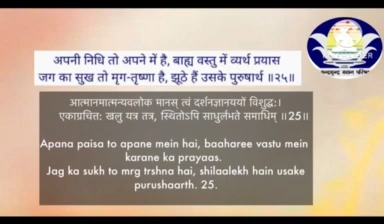 अपनी निधि तो अपने में है, बाह्य वस्तु में व्यर्थ प्रयास
जग का सुख तो मृग-तृष्णा है, झूठे हैं उसके पुरुषार्थ ॥२५॥
आत्मानमात्मन्यवलोक मानस् त्वं दर्शनज्ञानययों विशुद्धः।
एकाग्रचित्तः खलु यत्र तत्र, स्थितोऽपि साधुर्लभते समाधिम् ॥25॥
Apana paisa to apane mein hai, baaharee vastu mein
karane ka prayaas.
Jag ka sukh to mrg trshna hai, shilaalekh hain usake
purushaarth. 25.